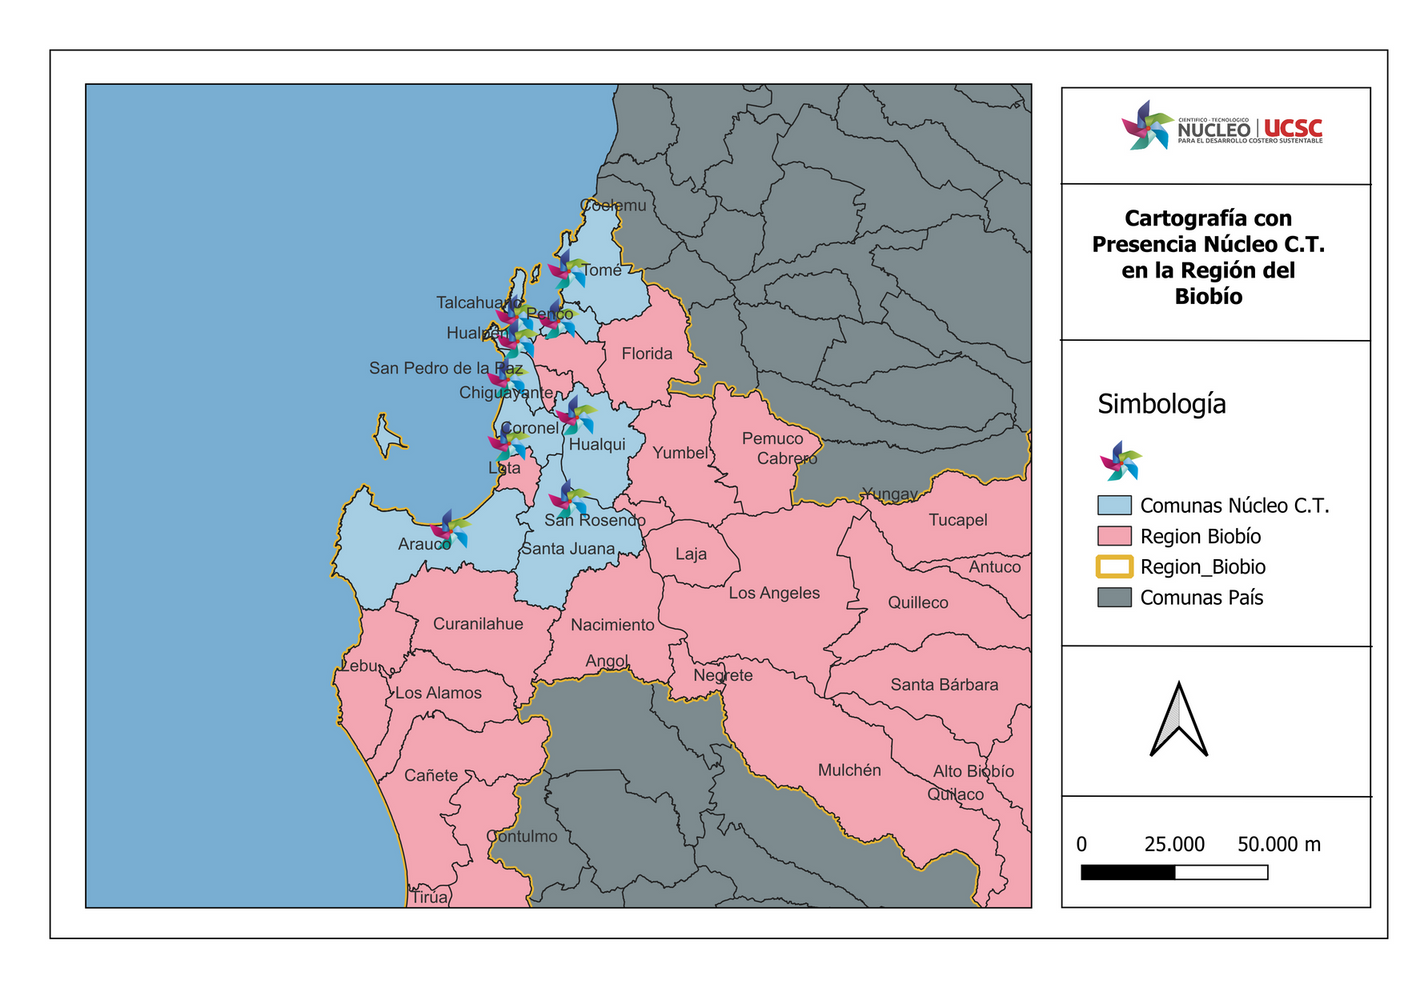 Coelemu
Tomé
Talcahuano
Penco
Hualpén
Florida
San Pedro de la Paz
Chiguayante
Coronel
Hualqui
Yumbel
Pemuco
Cabrero
Lota
Yungay
San Rosendo
Tucapel
Arauco
Santa Juana
Laja
Antuco
Los Angeles
Quilleco
Curanilahue
Nacimiento
Lebu
Angol
Negrete
Los Alamos
Santa Bárbara
Cañete
Mulchén
Alto Biobío
Quilaco
Contulmo
Tirúa
CIENTIFICO - TECNOLOGICO
NUCLEO | UCSC
PARA EL DESARROLLO COSTERO SUSTENTABLE
Cartografía con
Presencia Núcleo C.T.
en la Región del
Biobío
Simbología
Comunas Núcleo C.T.
Region Biobío
Region_Biobio
Comunas País
0 25.000 50.000 m